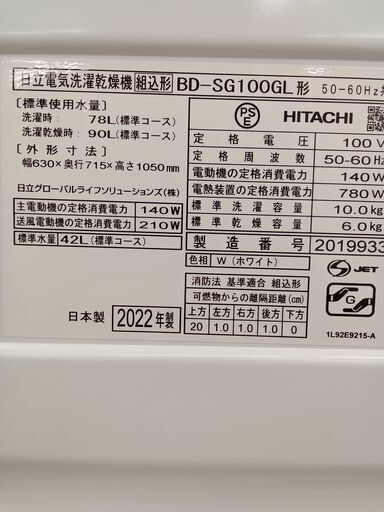 日立電気洗濯乾燥機 組込形 BD-SG100GL形 50-60Hz
[標準使用水量]
洗濯時: 78L(標準コース)
洗乾時: 90L(標準コース)
[外形寸法]
幅630×奥行715×高さ1050mm
日立グローバルライフソリューションズ(株)
主電動機の定格消費電力 140W
送風電動機の定格消費電力 210W
標準水量 42L(標準コース)
PSE HITACHI
定格電圧 100V
定格周波数 50-60Hz
電動機の定格消費電力 140W
電熱装置の定格消費電力 780W
標準洗濯容量 10.0kg
標準乾燥容量 6.0kg
製造番号 2019933
色相 W(ホワイト)
S JET
消防法 基準適合 組込形
可燃物からの離隔距離(cm)
上方 左方 右方 後方 下方
20 1.0 1.0 1.0 0
G
日本製 2022年製
1L92E9215-A